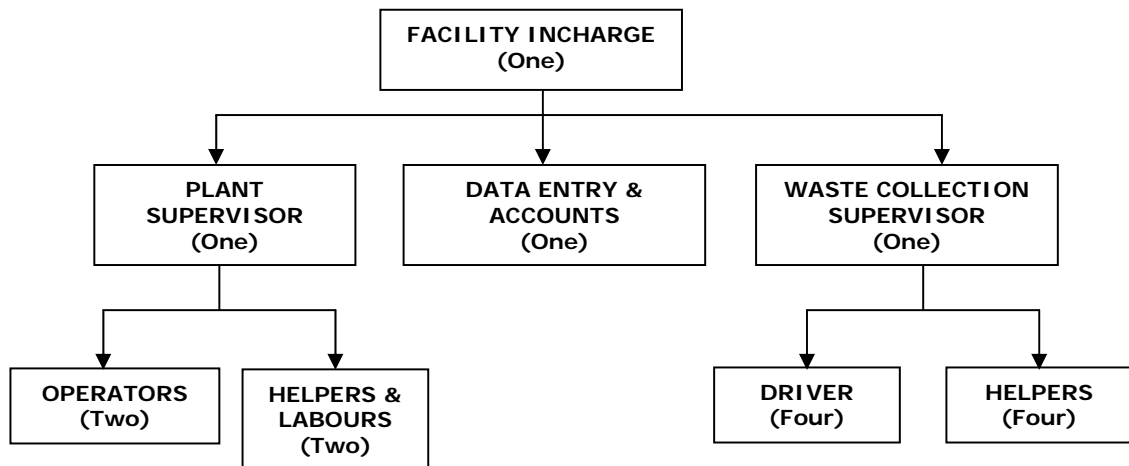 FACILITY INCHARGE
(One)
PLANT
SUPERVISOR
(One)
DATA ENTRY &
ACCOUNTS
(One)
WASTE COLLECTION
SUPERVISOR
(One)
OPERATORS
(Two)
HELPERS &
LABOURS
(Two)
DRIVER
(Four)
HELPERS
(Four)